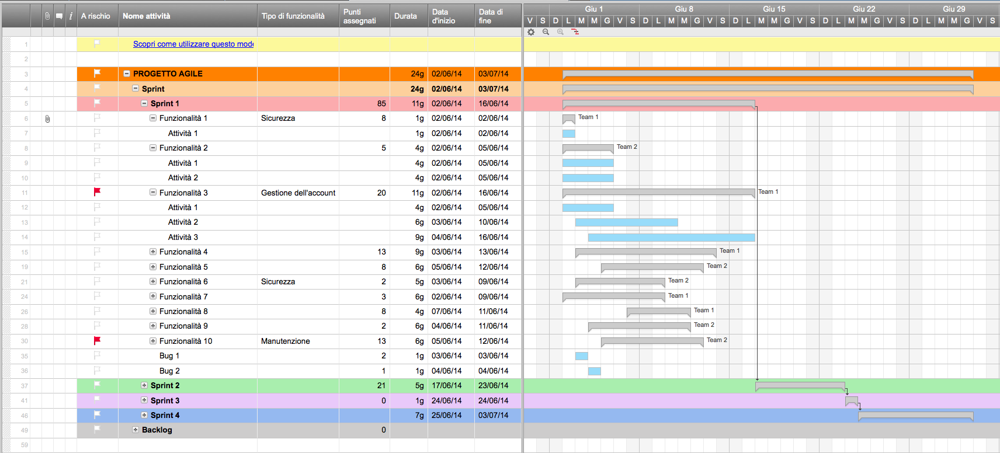 i A rischio Nome attività Tipo di funzionalità Punti assegnati Durata Data d'inizio Data di fine
Giu 1 Giu 8 Giu 15 Giu 22 Giu 29
V S D L M M G V S D L M M G V S D L M M G V S D L M M G V S D L M M G V S
1 Scopri come utilizzare questo mode
2
3 PROGETTO AGILE 24g 02/06/14 03/07/14
4 Sprint 24g 02/06/14 03/07/14
5 Sprint 1 85 11g 02/06/14 16/06/14
6 Funzionalità 1 Sicurezza 8 1g 02/06/14 02/06/14 Team 1
7 Attività 1 1g 02/06/14 02/06/14
8 Funzionalità 2 5 4g 02/06/14 05/06/14 Team 2
9 Attività 1 4g 02/06/14 05/06/14
10 Attività 2 4g 02/06/14 05/06/14
11 Funzionalità 3 Gestione dell'account 20 11g 02/06/14 16/06/14 Team 1
12 Attività 1 4g 02/06/14 05/06/14
13 Attività 2 6g 03/06/14 10/06/14
14 Attività 3 9g 04/06/14 16/06/14
15 Funzionalità 4 13 9g 03/06/14 13/06/14 Team 1
19 Funzionalità 5 8 6g 05/06/14 12/06/14 Team 2
21 Funzionalità 6 Sicurezza 2 5g 03/06/14 09/06/14 Team 2
24 Funzionalità 7 3 6g 02/06/14 09/06/14 Team 1
26 Funzionalità 8 8 4g 07/06/14 11/06/14 Team 1
28 Funzionalità 9 2 6g 04/06/14 11/06/14 Team 2
30 Funzionalità 10 Manutenzione 13 6g 05/06/14 12/06/14 Team 2
35 Bug 1 2 1g 03/06/14 03/06/14
36 Bug 2 1 1g 04/06/14 04/06/14
37 Sprint 2 21 5g 17/06/14 23/06/14
41 Sprint 3 0 1g 24/06/14 24/06/14
46 Sprint 4 7g 25/06/14 03/07/14
49 Backlog 0
59